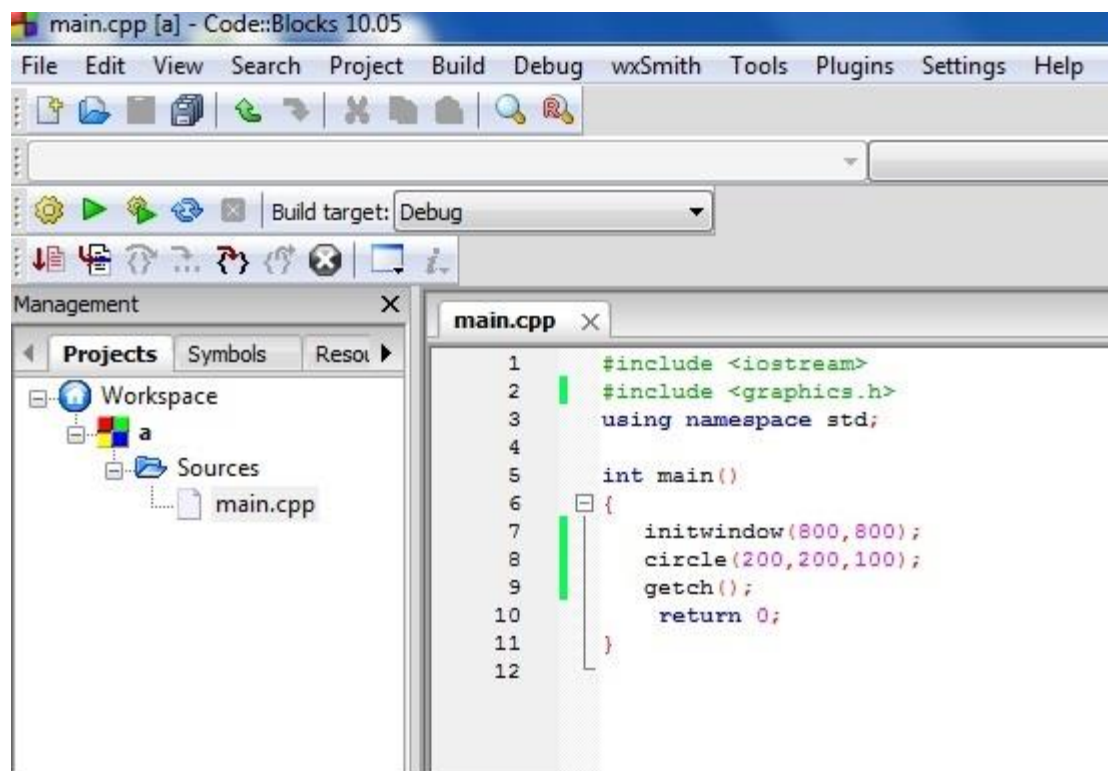 main.cpp [a] - Code::Blocks 10.05
File Edit View Search Project Build Debug wxSmith Tools Plugins Settings Help
Build target: Debug
Management
main.cpp
Projects Symbols
Workspace
a
Sources
main.cpp
1 #include <iostream>
2 #include <graphics.h>
3 using namespace std;
4
5 int main()
6 {
7 initwindow(800,800);
8 circle(200,200,100);
9 getch();
10 return 0;
11 }
12